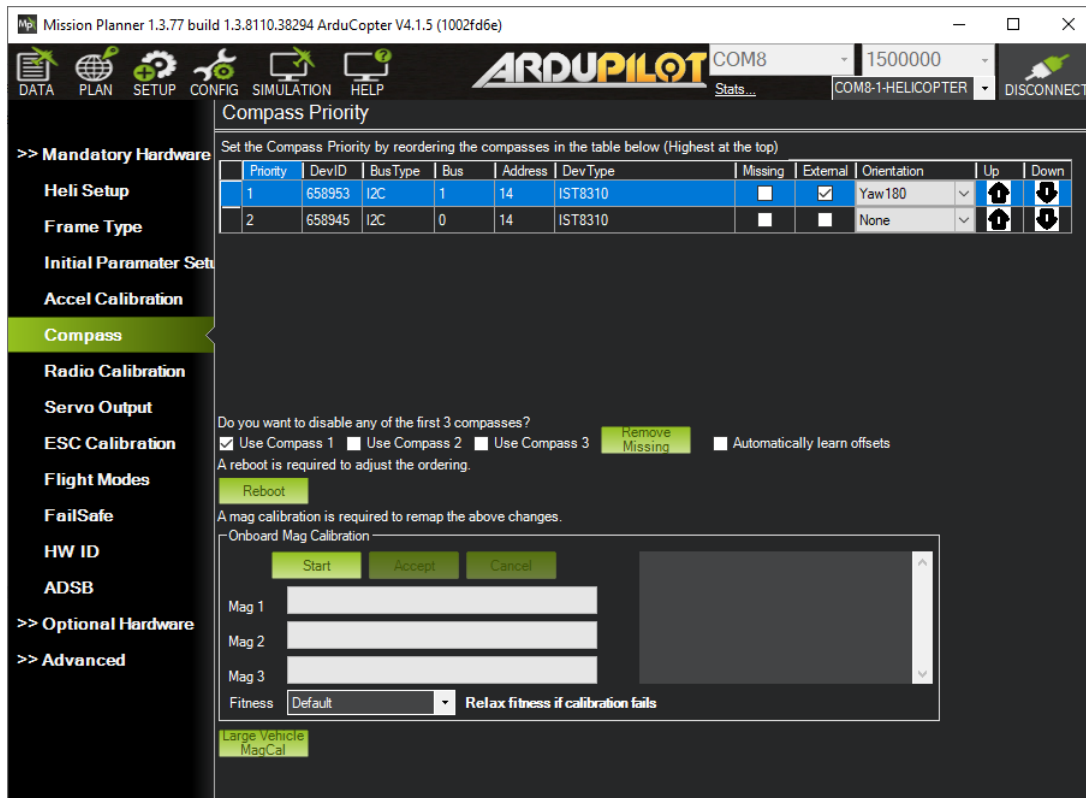 Mission Planner 1.3.77 build 1.3.8110.38294 ArduCopter V4.1.5 (1002fd6e)
DATA PLAN SETUP CONFIG SIMULATION HELP ARDUPILOT COM8 1500000
Stats... COM8-1-HELICOPTER DISCONNECT
Compass Priority
>> Mandatory Hardware
Heli Setup
Frame Type
Initial Paramater Setu
Accel Calibration
Compass
Radio Calibration
Servo Output
ESC Calibration
Flight Modes
FailSafe
HW ID
ADSB
>> Optional Hardware
>> Advanced
Set the Compass Priority by reordering the compasses in the table below (Highest at the top)
Priority DevID BusType Bus Address DevType Missing External Orientation Up Down
1 658953 I2C 1 14 IST8310 Yaw180
2 658945 I2C 0 14 IST8310 None
Do you want to disable any of the first 3 compasses?
Use Compass 1 Use Compass 2 Use Compass 3 Remove Missing Automatically learn offsets
A reboot is required to adjust the ordering.
Reboot
A mag calibration is required to remap the above changes.
Onboard Mag Calibration
Start Accept Cancel
Mag 1
Mag 2
Mag 3
Fitness Default Relax fitness if calibration fails
Large Vehicle
MagCal